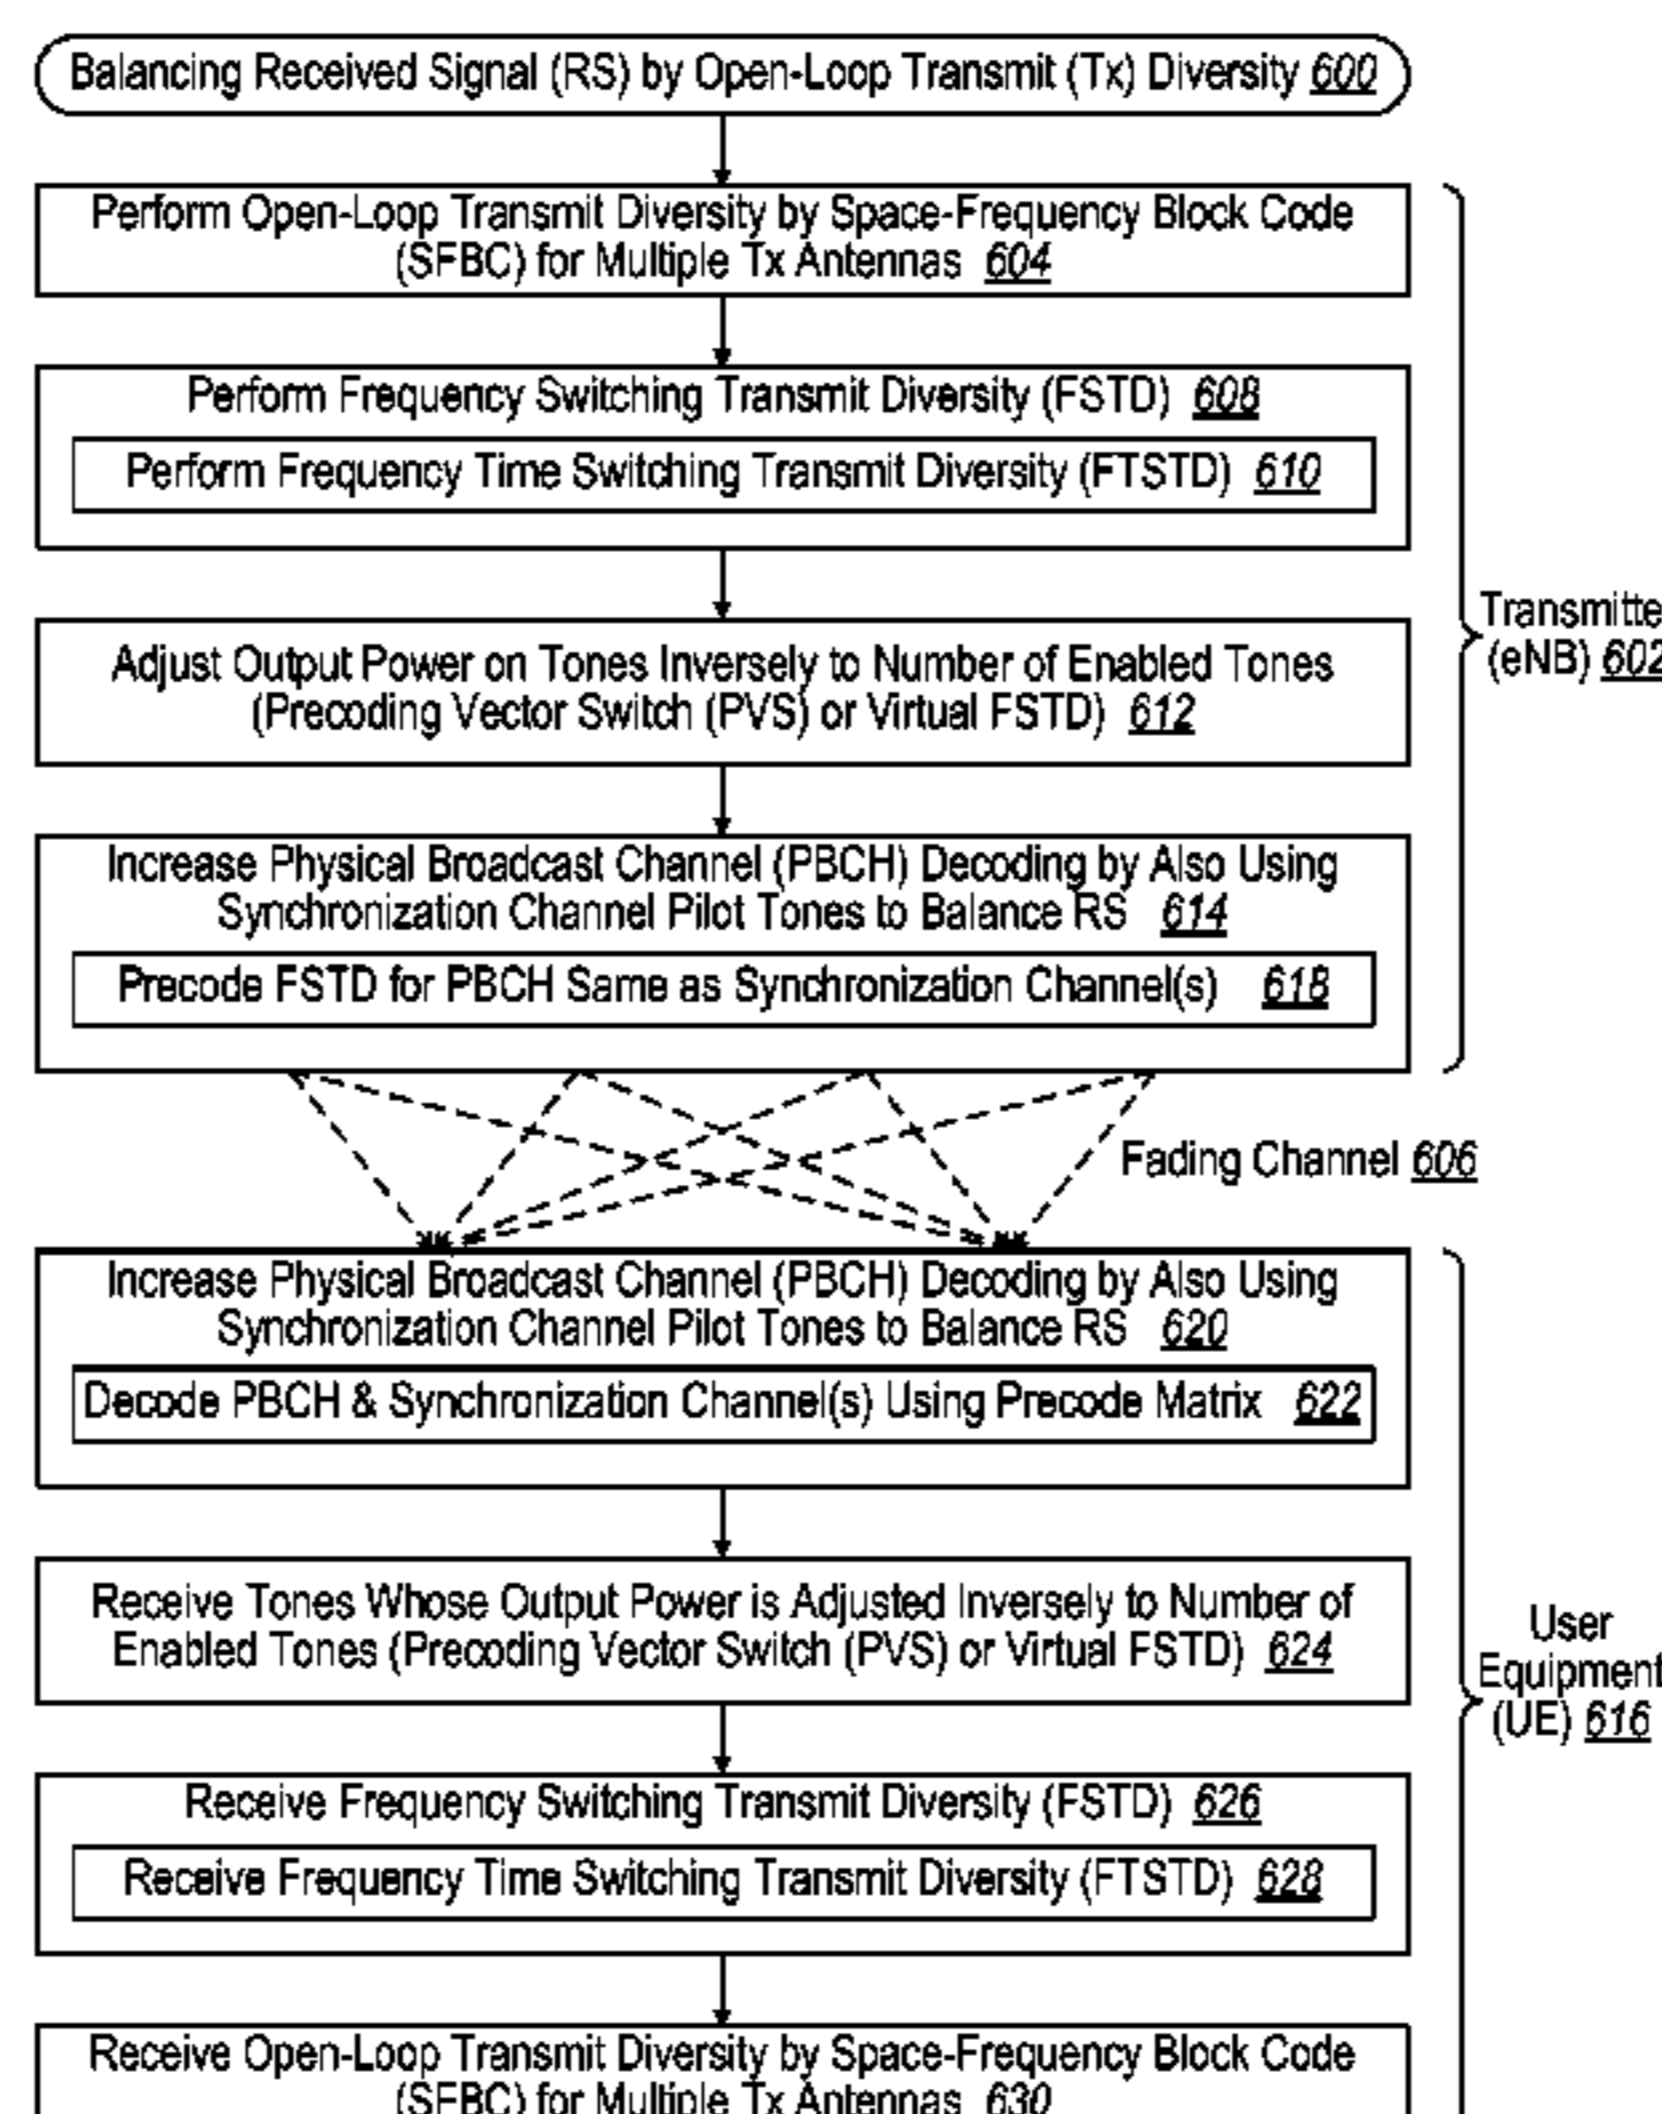 Balancing Received Signal (RS) by Open-Loop Transmit (Tx) Diversity 600
Perform Open-Loop Transmit Diversity by Space-Frequency Block Code
(SFBC) for Multiple Tx Antennas 604
Perform Frequency Switching Transmit Diversity (FSTD) 608
Perform Frequency Time Switching Transmit Diversity (FTSTD) 610
Transmitte
(eNB) 602
Adjust Output Power on Tones Inversely to Number of Enabled Tones
(Precoding Vector Switch (PVS) or Virtual FSTD) 612
Increase Physical Broadcast Channel (PBCH) Decoding by Also Using
Synchronization Channel Pilot Tones to Balance RS 614
Precode FSTD for PBCH Same as Synchronization Channel(s) 618
Fading Channel 606
Increase Physical Broadcast Channel (PBCH) Decoding by Also Using
Synchronization Channel Pilot Tones to Balance RS 620
Decode PBCH & Synchronization Channel(s) Using Precode Matrix 622
Receive Tones Whose Output Power is Adjusted Inversely to Number of
Enabled Tones (Precoding Vector Switch (PVS) or Virtual FSTD) 624
User
Equipment
(UE) 616
Receive Frequency Switching Transmit Diversity (FSTD) 626
Receive Frequency Time Switching Transmit Diversity (FTSTD) 628
Receive Open-Loop Transmit Diversity by Space-Frequency Block Code
(SFBC) for Multiple Tx Antennas 630